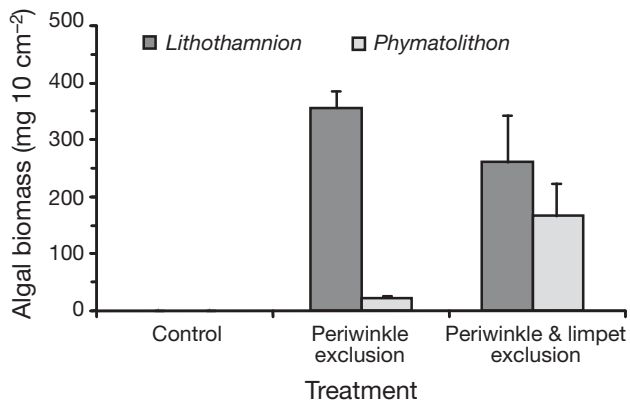 500
400
300
200
100
0
Algal biomass (mg 10 cm⁻²)
Lithothamnion Phymatolithon
Control Periwinkle exclusion Periwinkle & limpet exclusion
Treatment